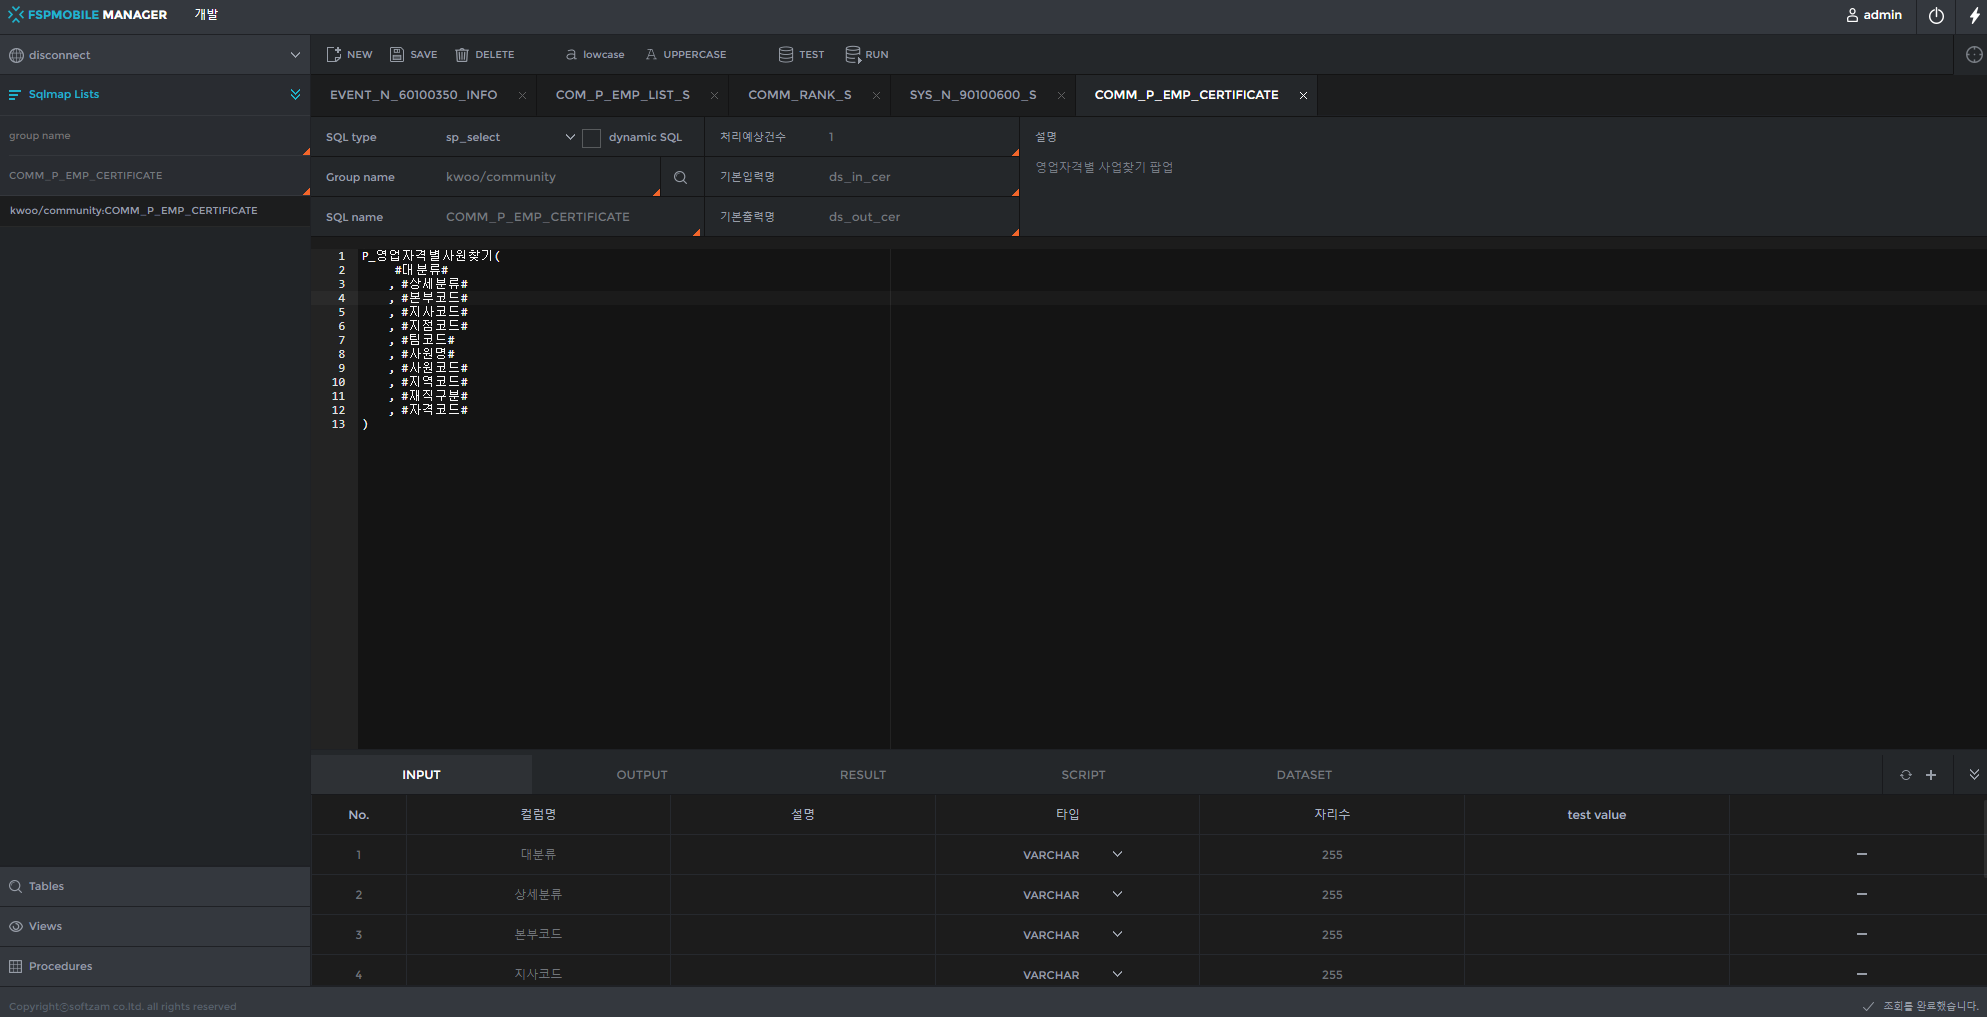 FSPMOBILE MANAGER 개발 admin
disconnect
NEW SAVE DELETE a lowcase A UPPERCASE TEST RUN
Sqlmap Lists
EVENT_N_60100350_INFO COM_P_EMP_LIST_S COMM_RANK_S SYS_N_90100600_S COMM_P_EMP_CERTIFICATE
group name
COMM_P_EMP_CERTIFICATE
kwoo/community:COMM_P_EMP_CERTIFICATE
SQL type sp_select dynamic SQL 처리예상건수 1 설명
영업자격별 사업찾기 팝업
Group name kwoo/community 기본입력명 ds_in_cer
SQL name COMM_P_EMP_CERTIFICATE 기본출력명 ds_out_cer
1 P_영업자격별사원찾기(
2 #대분류#
3 , #상세분류#
4 , #본부코드#
5 , #지사코드#
6 , #지점코드#
7 , #팀코드#
8 , #사원명#
9 , #사원코드#
10 , #지역코드#
11 , #재직구분#
12 , #자격코드#
13 )
INPUT OUTPUT RESULT SCRIPT DATASET
No. 컬럼명 설명 타입 자리수 test value
1 대분류 VARCHAR 255
2 상세분류 VARCHAR 255
3 본부코드 VARCHAR 255
4 지사코드 VARCHAR 255
Tables
Views
Procedures
Copyrightⓒsoftzam co.ltd. all rights reserved
조회를 완료했습니다.